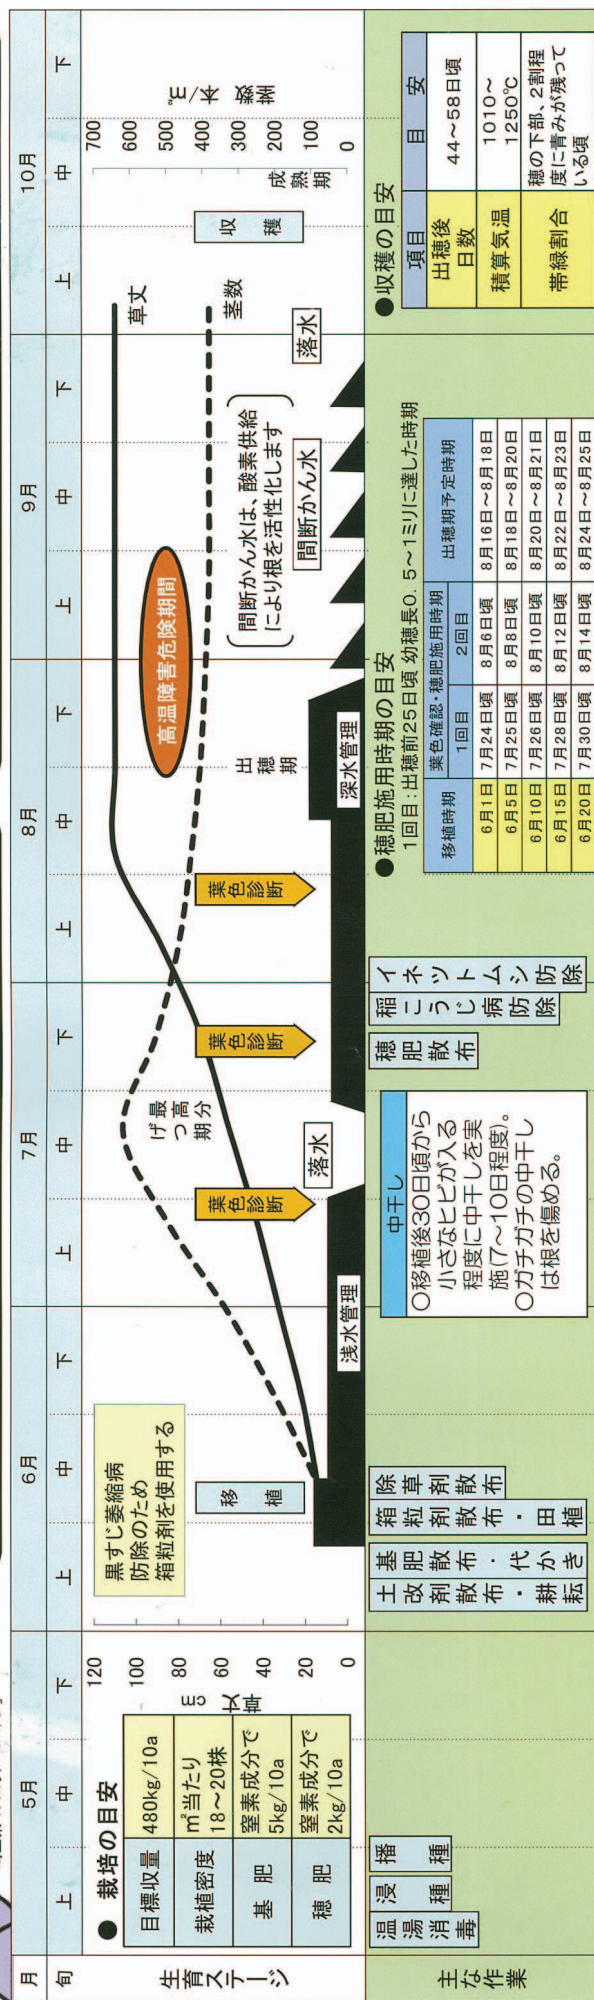 月
5月
6月
7月
8月
9月
10月
旬
上
中
下
上
中
下
上
中
下
上
中
下
上
中
下
上
中
下
生育ステージ
● 栽培の目安
目標収量 480kg/10a
栽植密度 ㎡当たり
18〜20株
基 肥 窒素成分で
5kg/10a
穂 肥 窒素成分で
2kg/10a
草丈 cm
120
100
80
60
40
20
0
黒すじ萎縮病
防除のため
箱粒剤を使用する
移 植
浅水管理
葉色診断
落水
最高分
げつ期
葉色診断
葉色診断
出穂期
深水管理
高温障害危険期間
間断かん水は、酸素供給
により根を活性化します
間断かん水
落水
草丈
茎数
収 穫
成熟期
700
600
500
400
300
200
100
0
茎数 本/㎡
主な作業
温湯消毒
浸 種
播 種
土改剤散布・耕耘
基肥散布・代かき
箱粒剤散布・田植
除草剤散布
中干し
○移植後30日頃から
小さなヒビが入る
程度に中干しを実
施(7〜10日程度)。
○ガチガチの中干し
は根を傷める。
穂肥散布
稲こうじ病防除
イネツトムシ防除
●穂肥施用時期の目安
1回目:出穂前25日頃 幼穂長0.5〜1ミリに達した時期
移植時期 葉色確認・穂肥施用時期 出穂期予定時期
1回目 2回目
6月1日 7月24日頃 8月6日頃 8月16日〜8月18日
6月5日 7月25日頃 8月8日頃 8月18日〜8月20日
6月10日 7月26日頃 8月10日頃 8月20日〜8月21日
6月15日 7月28日頃 8月12日頃 8月22日〜8月23日
6月20日 7月30日頃 8月14日頃 8月24日〜8月25日
●収穫の目安
項目 目 安
出穂後
日数 44〜58日頃
積算気温 1010〜
1250℃
帯緑割合 穂の下部、2割程
度に青みが残って
いる頃